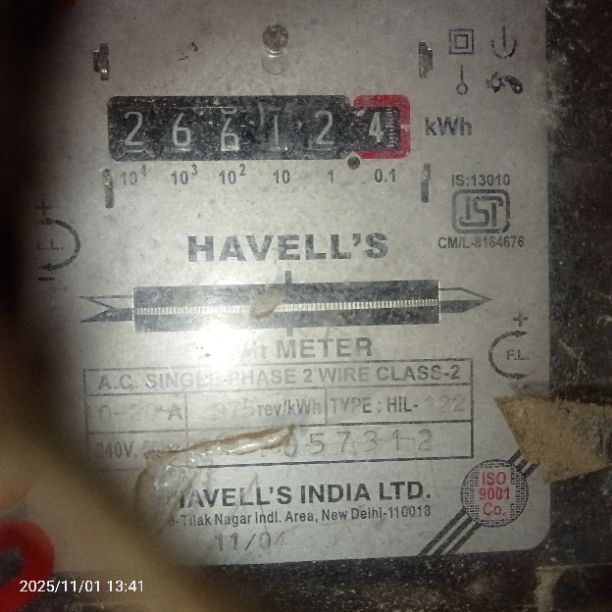 2 6 6 1 2 4 kWh
10⁴ 10³ 10² 10 1 0.1
IS:13010
ISI
CM/L-8164676
HAVELL'S
+
F.L.
+
F.L.
METER
A.C. SINGLE-PHASE 2 WIRE CLASS-2
10-20 A 375 rev/kWh TYPE : HIL-122
240V,
057312
HAVELL'S INDIA LTD.
Tilak Nagar Indl. Area, New Delhi-110018
11/04
ISO
9001
Co.
2025/11/01 13:41